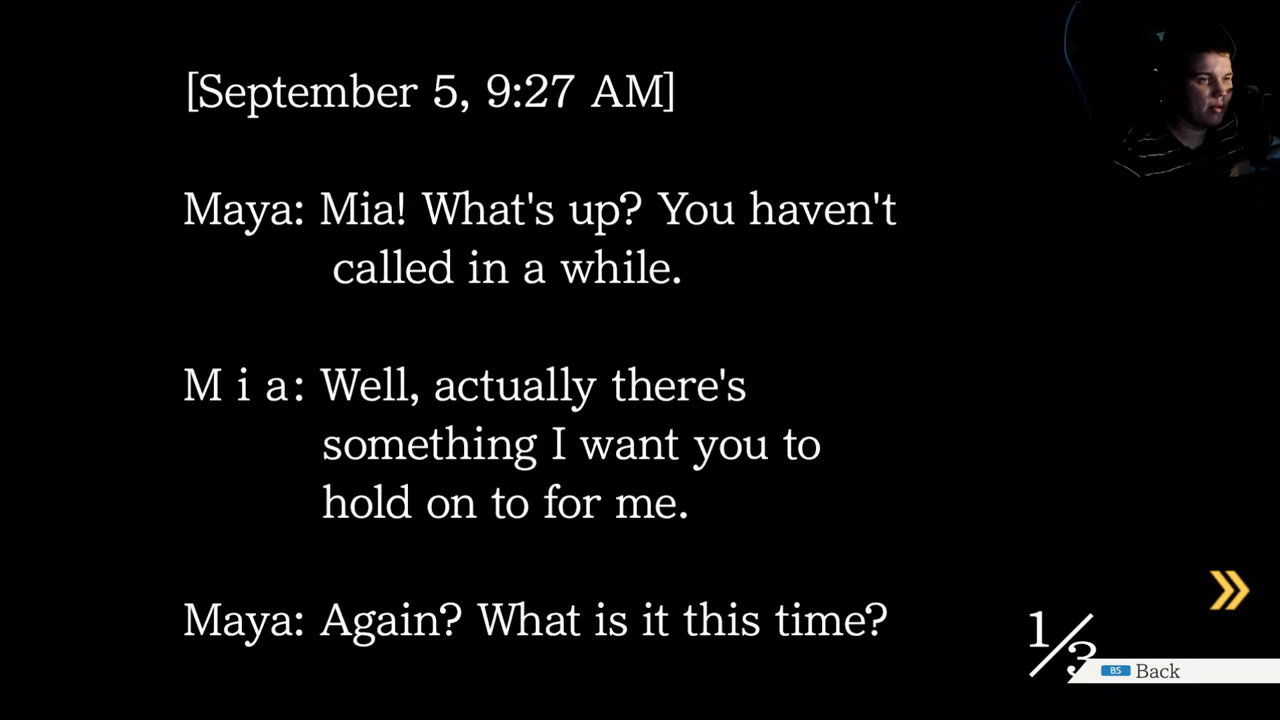 [September 5, 9:27 AM]
Maya: Mia! What's up? You haven't
called in a while.
M i a: Well, actually there's
something I want you to
hold on to for me.
Maya: Again? What is it this time?
1/3
BS Back